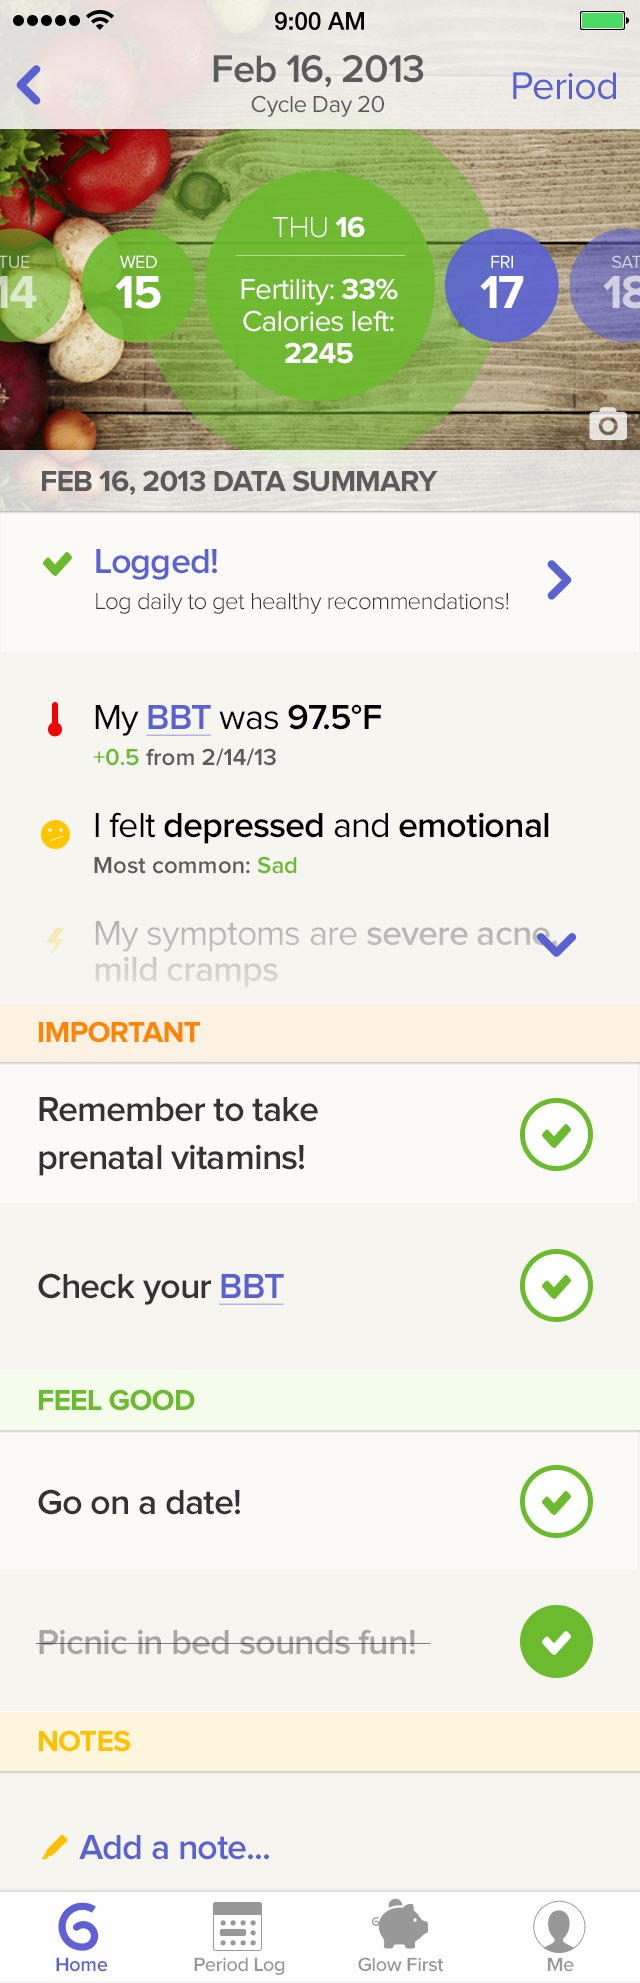 9:00 AM
Feb 16, 2013
Cycle Day 20
Period
TUE
14
WED
15
THU 16
Fertility: 33%
Calories left:
2245
FRI
17
SAT
18
FEB 16, 2013 DATA SUMMARY
Logged!
Log daily to get healthy recommendations!
My BBT was 97.5°F
+0.5 from 2/14/13
I felt depressed and emotional
Most common: Sad
My symptoms are severe acne,
mild cramps
IMPORTANT
Remember to take
prenatal vitamins!
Check your BBT
FEEL GOOD
Go on a date!
Picnic in bed sounds fun!
NOTES
Add a note...
Home
Period Log
Glow First
Me